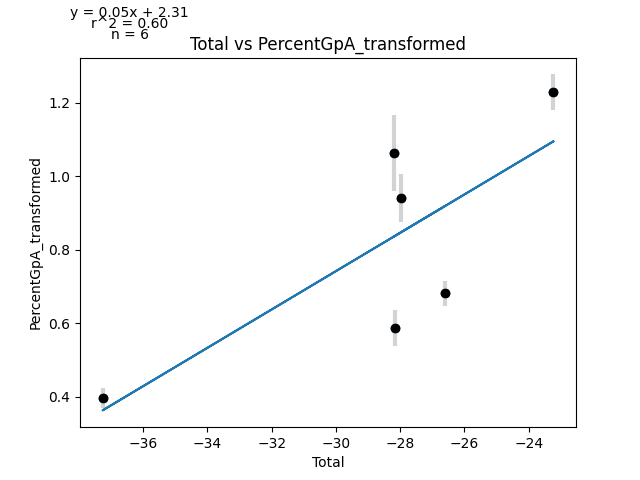 y = 0.05x + 2.31
r^2 = 0.60
n = 6
Total vs PercentGpA_transformed
PercentGpA_transformed
1.2
1.0
0.8
0.6
0.4
−36
−34
−32
−30
−28
−26
−24
Total